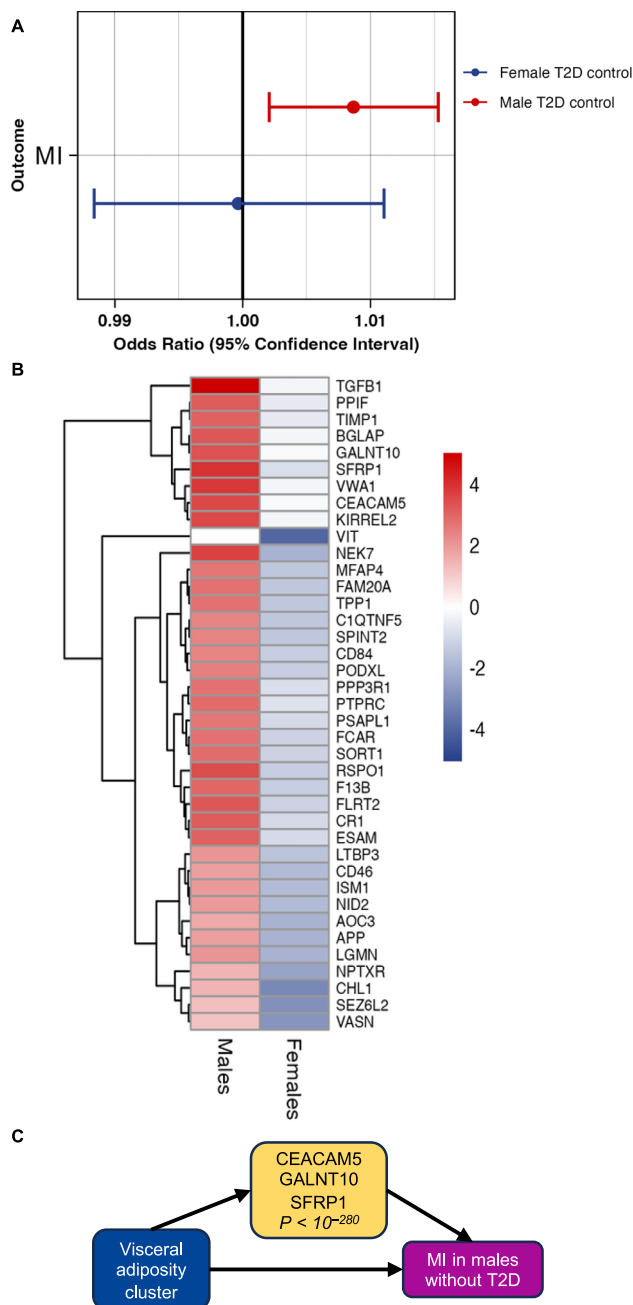 A
Outcome
MI
Female T2D control
Male T2D control
0.99
1.00
1.01
Odds Ratio (95% Confidence Interval)
B
TGFB1
PPIF
TIMP1
BGLAP
GALNT10
SFRP1
VWA1
CEACAM5
KIRREL2
VIT
NEK7
MFAP4
FAM20A
TPP1
C1QTNF5
SPINT2
CD84
PODXL
PPP3R1
PTPRC
PSAPL1
FCAR
SORT1
RSPO1
F13B
FLRT2
CR1
ESAM
LTBP3
CD46
ISM1
NID2
AOC3
APP
LGMN
NPTXR
CHL1
SEZ6L2
VASN
4
2
0
-2
-4
Males
Females
C
CEACAM5
GALNT10
SFRP1
P < 10⁻²⁸⁰
Visceral
adiposity
cluster
MI in males
without T2D